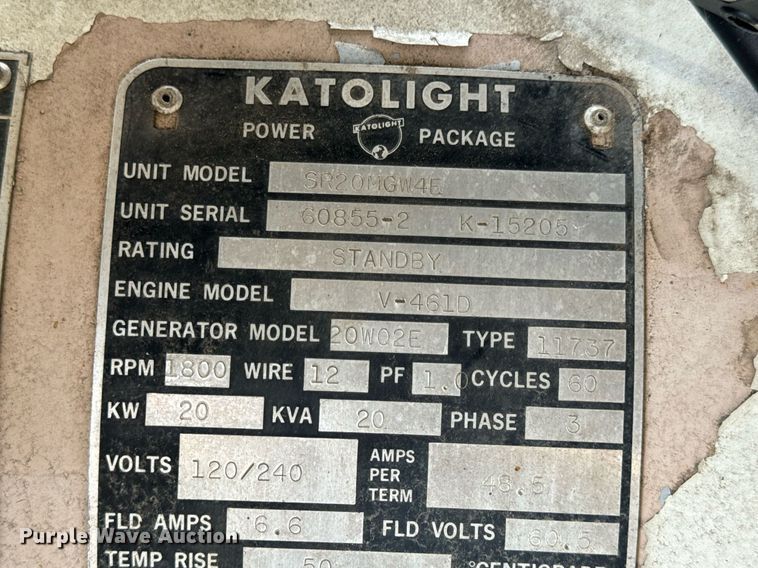 KATOLIGHT
POWER KATOLIGHT PACKAGE
UNIT MODEL SR20MGW4E
UNIT SERIAL 60855-2 K-15205
RATING STANDBY
ENGINE MODEL V-461D
GENERATOR MODEL 20W02E TYPE 11737
RPM 1800 WIRE 12 PF 1.0 CYCLES 60
KW 20 KVA 20 PHASE 3
VOLTS 120/240 AMPS PER TERM 48.5
FLD AMPS 6.6 FLD VOLTS 60.5
TEMP RISE 50 °CENTIGRADE
Purple Wave Auction